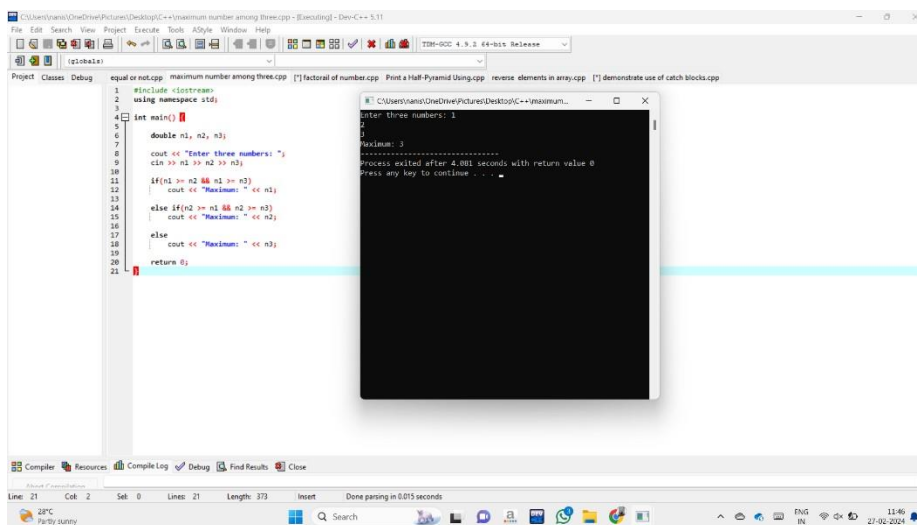 C:\Users\nanis\OneDrive\Pictures\Desktop\C++\maximum number among three.cpp - [Executing] - Dev-C++ 5.11
File Edit Search View Project Execute Tools AStyle Window Help
TDM-GCC 4.9.2 64-bit Release
(globals)
Project Classes Debug
equal or not.cpp maximum number among three.cpp [*] factorail of number.cpp Print a Half-Pyramid Using.cpp reverse elements in array.cpp [*] demonstrate use of catch blocks.cpp
1 #include <iostream>
2 using namespace std;
3
4 int main() {
5
6 double n1, n2, n3;
7
8 cout << "Enter three numbers: ";
9 cin >> n1 >> n2 >> n3;
10
11 if(n1 >= n2 && n1 >= n3)
12 cout << "Maximum: " << n1;
13
14 else if(n2 >= n1 && n2 >= n3)
15 cout << "Maximum: " << n2;
16
17 else
18 cout << "Maximum: " << n3;
19
20 return 0;
21 }
C:\Users\nanis\OneDrive\Pictures\Desktop\C++\maximum...
Enter three numbers: 1
2
3
Maximum: 3
--------------------------------
Process exited after 4.081 seconds with return value 0
Press any key to continue . . .
Compiler Resources Compile Log Debug Find Results Close
Abort Compilation
Line: 21 Col: 2 Sel: 0 Lines: 21 Length: 373 Insert Done parsing in 0.015 seconds
28°C
Partly sunny
Search
ENG
IN
11:46
27-02-2024